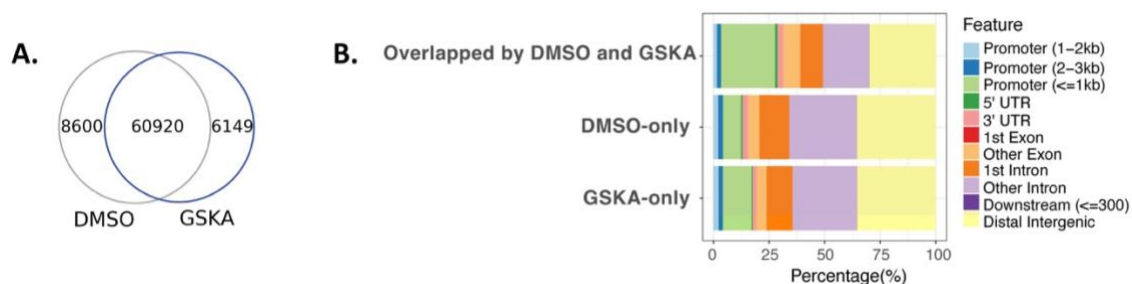 A.
8600 60920 6149
DMSO GSKA
B.
Overlapped by DMSO and GSKA
DMSO-only
GSKA-only
0 25 50 75 100
Percentage(%)
Feature
Promoter (1–2kb)
Promoter (2–3kb)
Promoter (<=1kb)
5' UTR
3' UTR
1st Exon
Other Exon
1st Intron
Other Intron
Downstream (<=300)
Distal Intergenic